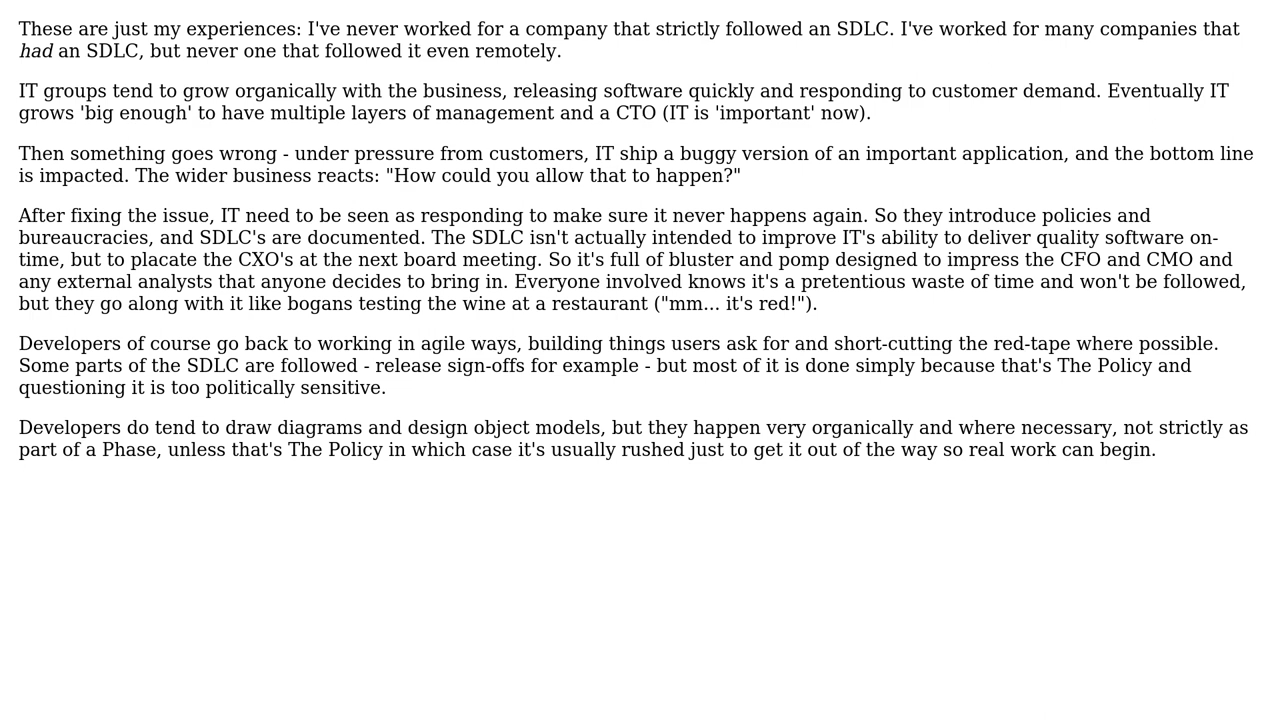 These are just my experiences: I've never worked for a company that strictly followed an SDLC. I've worked for many companies that
had an SDLC, but never one that followed it even remotely.
IT groups tend to grow organically with the business, releasing software quickly and responding to customer demand. Eventually IT
grows 'big enough' to have multiple layers of management and a CTO (IT is 'important' now).
Then something goes wrong - under pressure from customers, IT ship a buggy version of an important application, and the bottom line
is impacted. The wider business reacts: "How could you allow that to happen?"
After fixing the issue, IT need to be seen as responding to make sure it never happens again. So they introduce policies and
bureaucracies, and SDLC's are documented. The SDLC isn't actually intended to improve IT's ability to deliver quality software on-
time, but to placate the CXO's at the next board meeting. So it's full of bluster and pomp designed to impress the CFO and CMO and
any external analysts that anyone decides to bring in. Everyone involved knows it's a pretentious waste of time and won't be followed,
but they go along with it like bogans testing the wine at a restaurant ("mm... it's red!").
Developers of course go back to working in agile ways, building things users ask for and short-cutting the red-tape where possible.
Some parts of the SDLC are followed - release sign-offs for example - but most of it is done simply because that's The Policy and
questioning it is too politically sensitive.
Developers do tend to draw diagrams and design object models, but they happen very organically and where necessary, not strictly as
part of a Phase, unless that's The Policy in which case it's usually rushed just to get it out of the way so real work can begin.